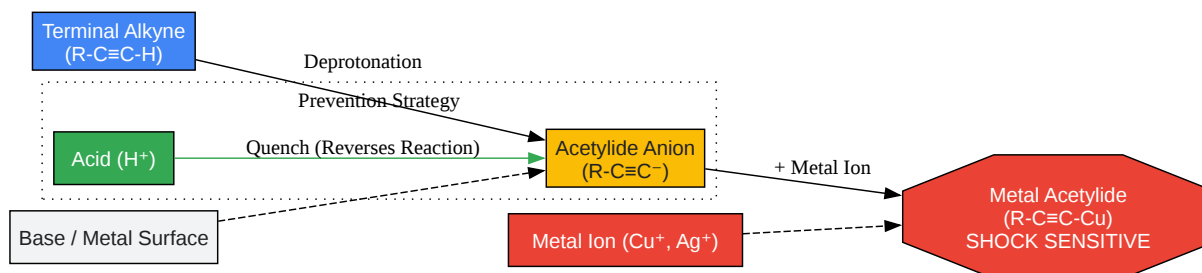 Terminal Alkyne
(R-C≡C-H)
Deprotonation
Prevention Strategy
Acid (H⁺)
Quench (Reverses Reaction)
Acetylide Anion
(R-C≡C⁻)
+ Metal Ion
Base / Metal Surface
Metal Ion (Cu⁺, Ag⁺)
Metal Acetylide
(R-C≡C-Cu)
SHOCK SENSITIVE